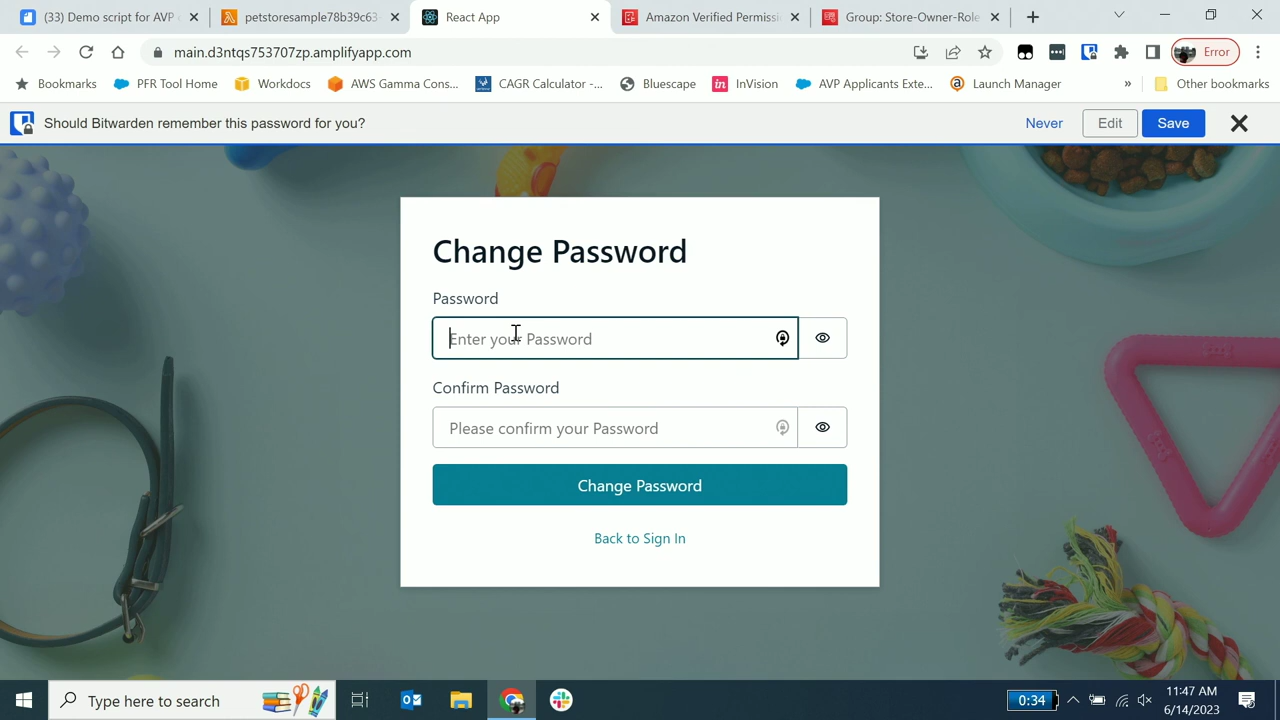 (33) Demo script for AVP
petstoresample78b39c63
React App
Amazon Verified Permissi
Group: Store-Owner-Role
main.d3ntqs753707zp.amplifyapp.com
Error
Bookmarks
PFR Tool Home
Workdocs
AWS Gamma Cons...
CAGR Calculator -...
Bluescape
InVision
AVP Applicants Exte...
Launch Manager
»
Other bookmarks
Should Bitwarden remember this password for you?
Never
Edit
Save
Change Password
Password
Enter your Password
Confirm Password
Please confirm your Password
Change Password
Back to Sign In
Type here to search
0:34
11:47 AM
6/14/2023